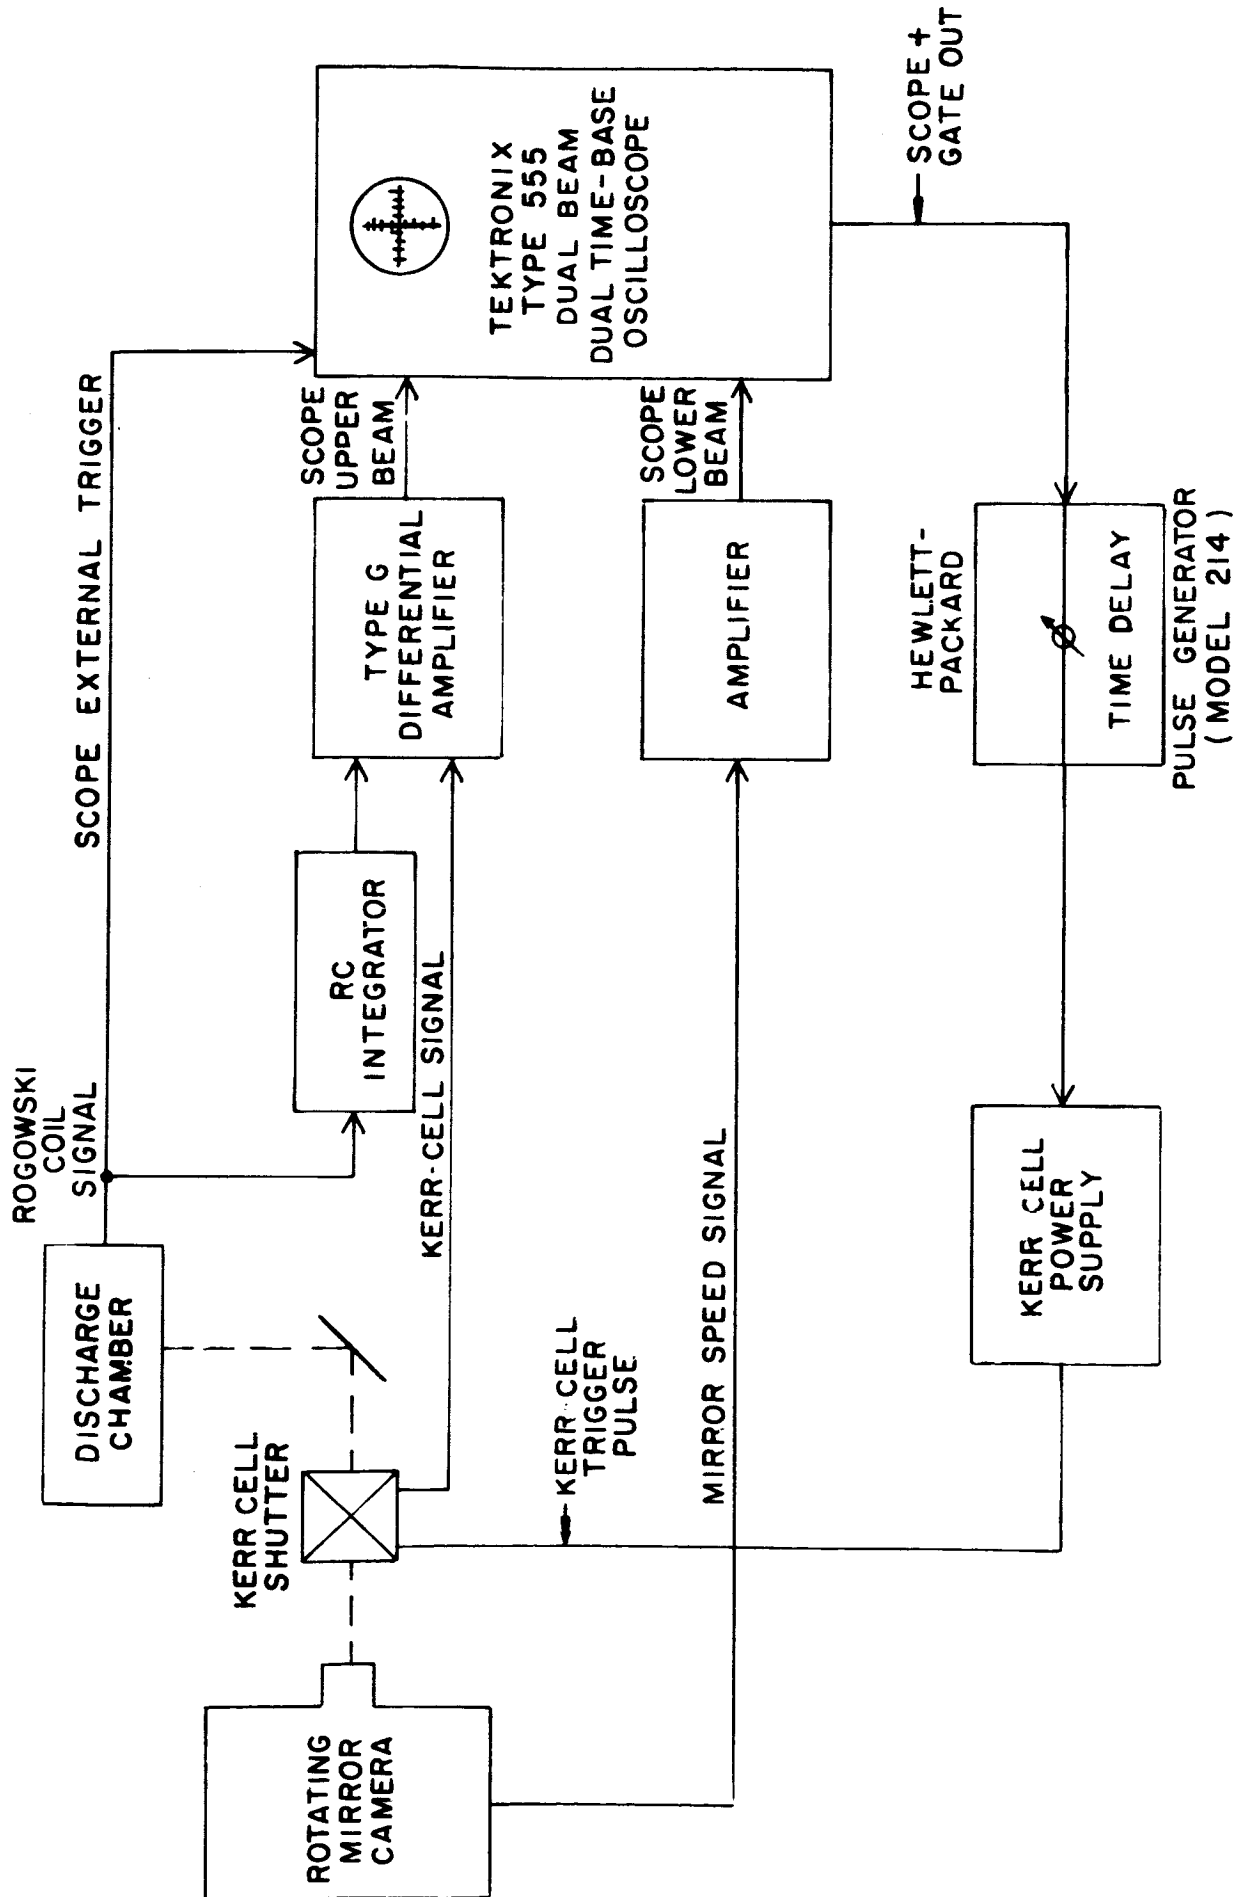 ROGOWSKI
COIL
SIGNAL
SCOPE EXTERNAL TRIGGER
DISCHARGE
CHAMBER
KERR CELL
SHUTTER
ROTATING
MIRROR
CAMERA
RC
INTEGRATOR
KERR-CELL SIGNAL
TYPE G
DIFFERENTIAL
AMPLIFIER
SCOPE
UPPER
BEAM
TEKTRONIX
TYPE 555
DUAL BEAM
DUAL TIME-BASE
OSCILLOSCOPE
KERR-CELL
TRIGGER
PULSE
MIRROR SPEED SIGNAL
AMPLIFIER
SCOPE
LOWER
BEAM
SCOPE +
GATE OUT
KERR CELL
POWER
SUPPLY
HEWLETT-
PACKARD
TIME DELAY
PULSE GENERATOR
(MODEL 214)